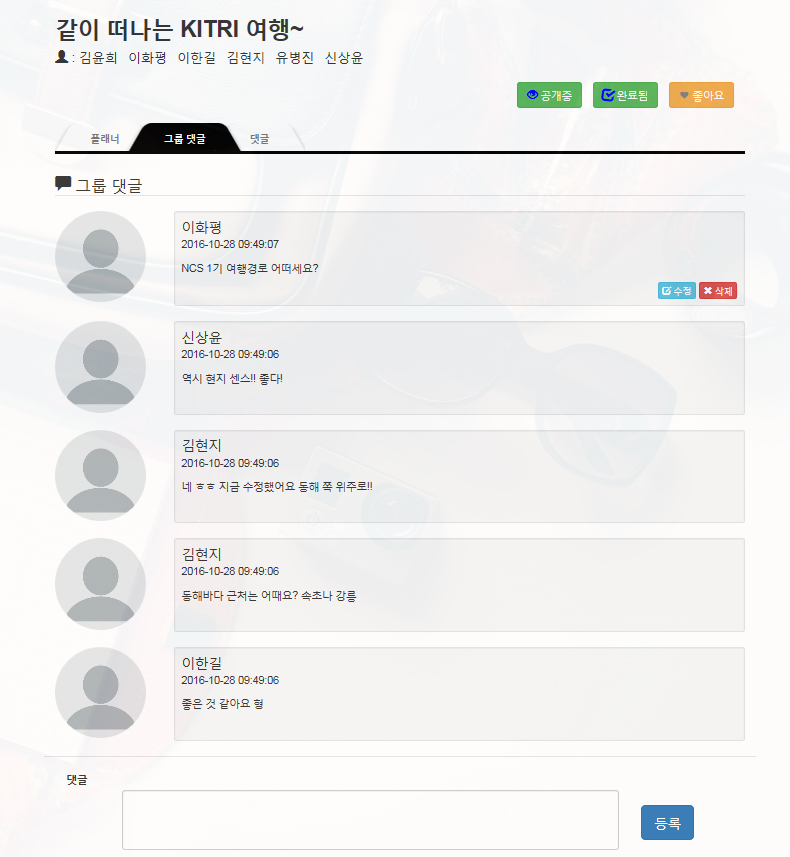 같이 떠나는 KITRI 여행~
: 김윤희 이화평 이한길 김현지 유병진 신상윤
공개중 완료됨 좋아요
플래너 그룹 댓글 댓글
그룹 댓글
이화평
2016-10-28 09:49:07
NCS 1기 여행경로 어떠세요?
수정 삭제
신상윤
2016-10-28 09:49:06
역시 현지 센스!! 좋다!
김현지
2016-10-28 09:49:06
네 ㅎㅎ 지금 수정했어요 동해 쪽 위주로!!
김현지
2016-10-28 09:49:06
동해바다 근처는 어때요? 속초나 강릉
이한길
2016-10-28 09:49:06
좋은 것 같아요 형
댓글
등록